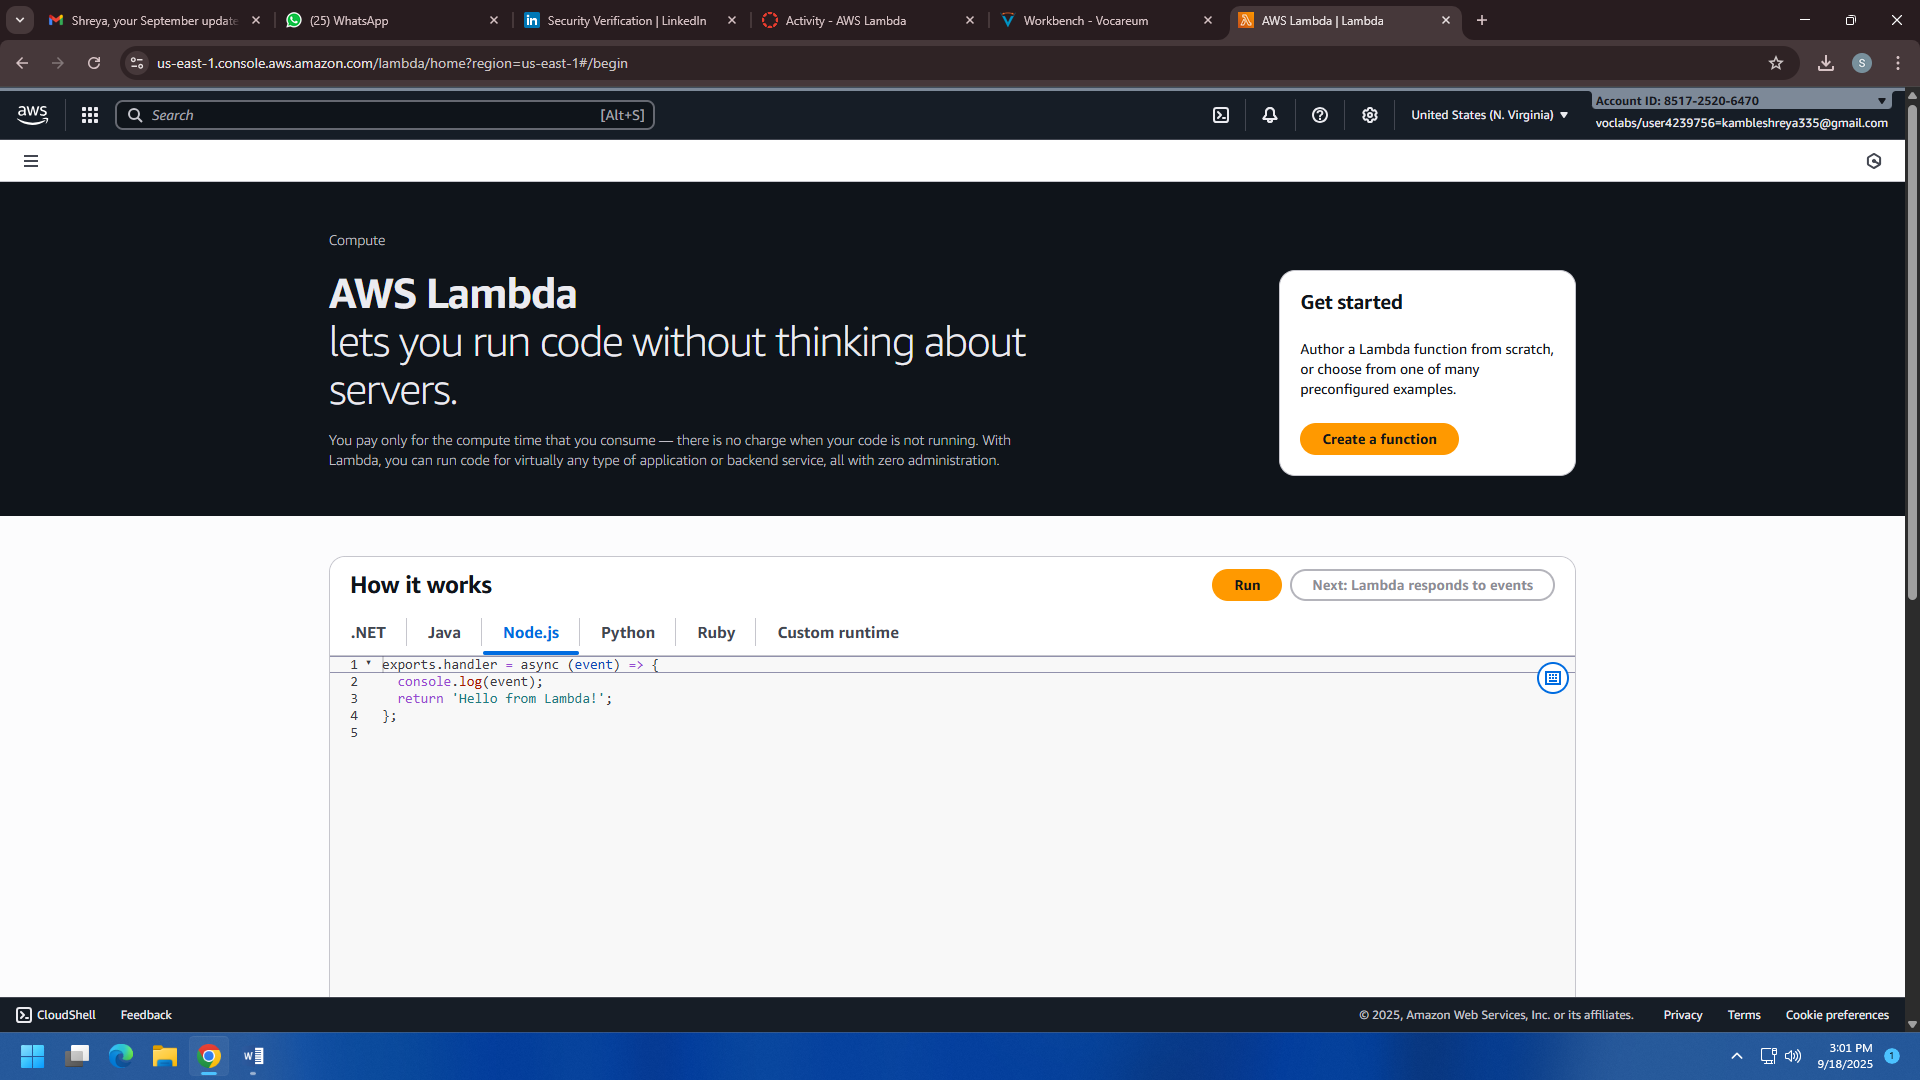 Shreya, your September update
(25) WhatsApp
Security Verification | LinkedIn
Activity - AWS Lambda
Workbench - Vocareum
AWS Lambda | Lambda
us-east-1.console.aws.amazon.com/lambda/home?region=us-east-1#/begin
S
aws
Search
[Alt+S]
United States (N. Virginia)
Account ID: 8517-2520-6470
voclabs/user4239756=kambleshreya335@gmail.com
Compute
AWS Lambda
lets you run code without thinking about
servers.
You pay only for the compute time that you consume — there is no charge when your code is not running. With
Lambda, you can run code for virtually any type of application or backend service, all with zero administration.
Get started
Author a Lambda function from scratch,
or choose from one of many
preconfigured examples.
Create a function
How it works
Run
Next: Lambda responds to events
.NET
Java
Node.js
Python
Ruby
Custom runtime
1 exports.handler = async (event) => {
2 console.log(event);
3 return 'Hello from Lambda!';
4 };
5
CloudShell
Feedback
© 2025, Amazon Web Services, Inc. or its affiliates.
Privacy
Terms
Cookie preferences
3:01 PM
9/18/2025
1